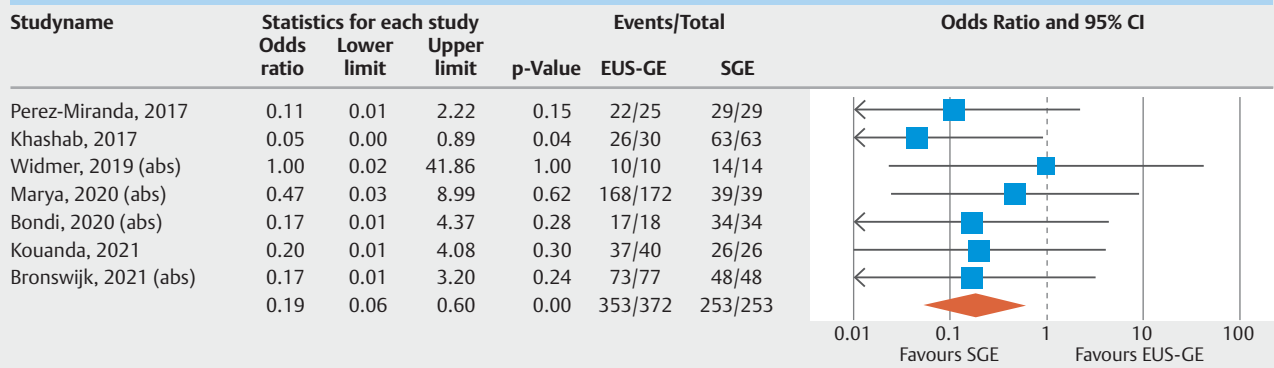 Studyname Statistics for each study Events/Total Odds Ratio and 95% CI
Odds ratio Lower limit Upper limit p-Value EUS-GE SGE
Perez-Miranda, 2017 0.11 0.01 2.22 0.15 22/25 29/29
Khashab, 2017 0.05 0.00 0.89 0.04 26/30 63/63
Widmer, 2019 (abs) 1.00 0.02 41.86 1.00 10/10 14/14
Marya, 2020 (abs) 0.47 0.03 8.99 0.62 168/172 39/39
Bondi, 2020 (abs) 0.17 0.01 4.37 0.28 17/18 34/34
Kouanda, 2021 0.20 0.01 4.08 0.30 37/40 26/26
Bronswijk, 2021 (abs) 0.17 0.01 3.20 0.24 73/77 48/48
0.19 0.06 0.60 0.00 353/372 253/253
0.01 0.1 1 10 100
Favours SGE Favours EUS-GE